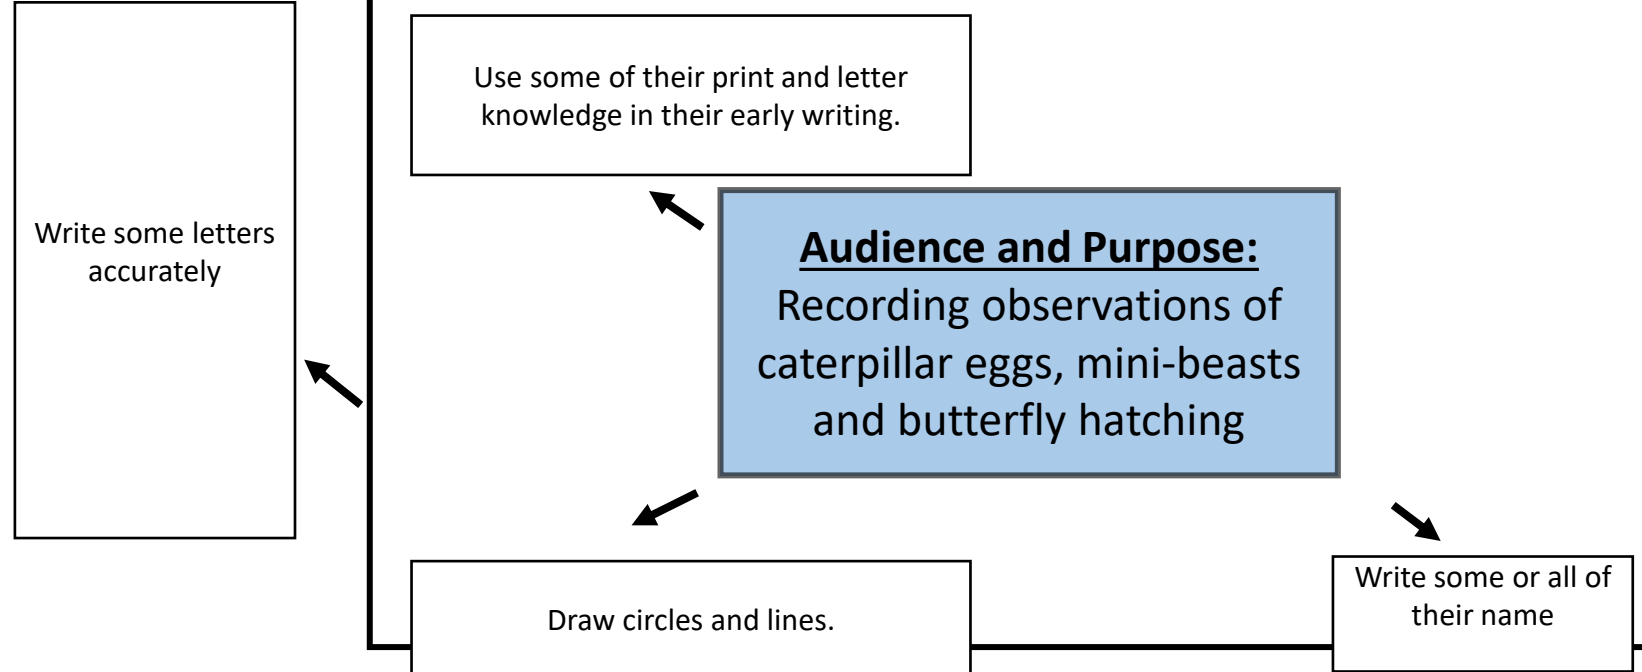 Use some of their print and letter
knowledge in their early writing.
Write some letters
accurately
Audience and Purpose:
Recording observations of
caterpillar eggs, mini-beasts
and butterfly hatching
Draw circles and lines.
Write some or all of
their name